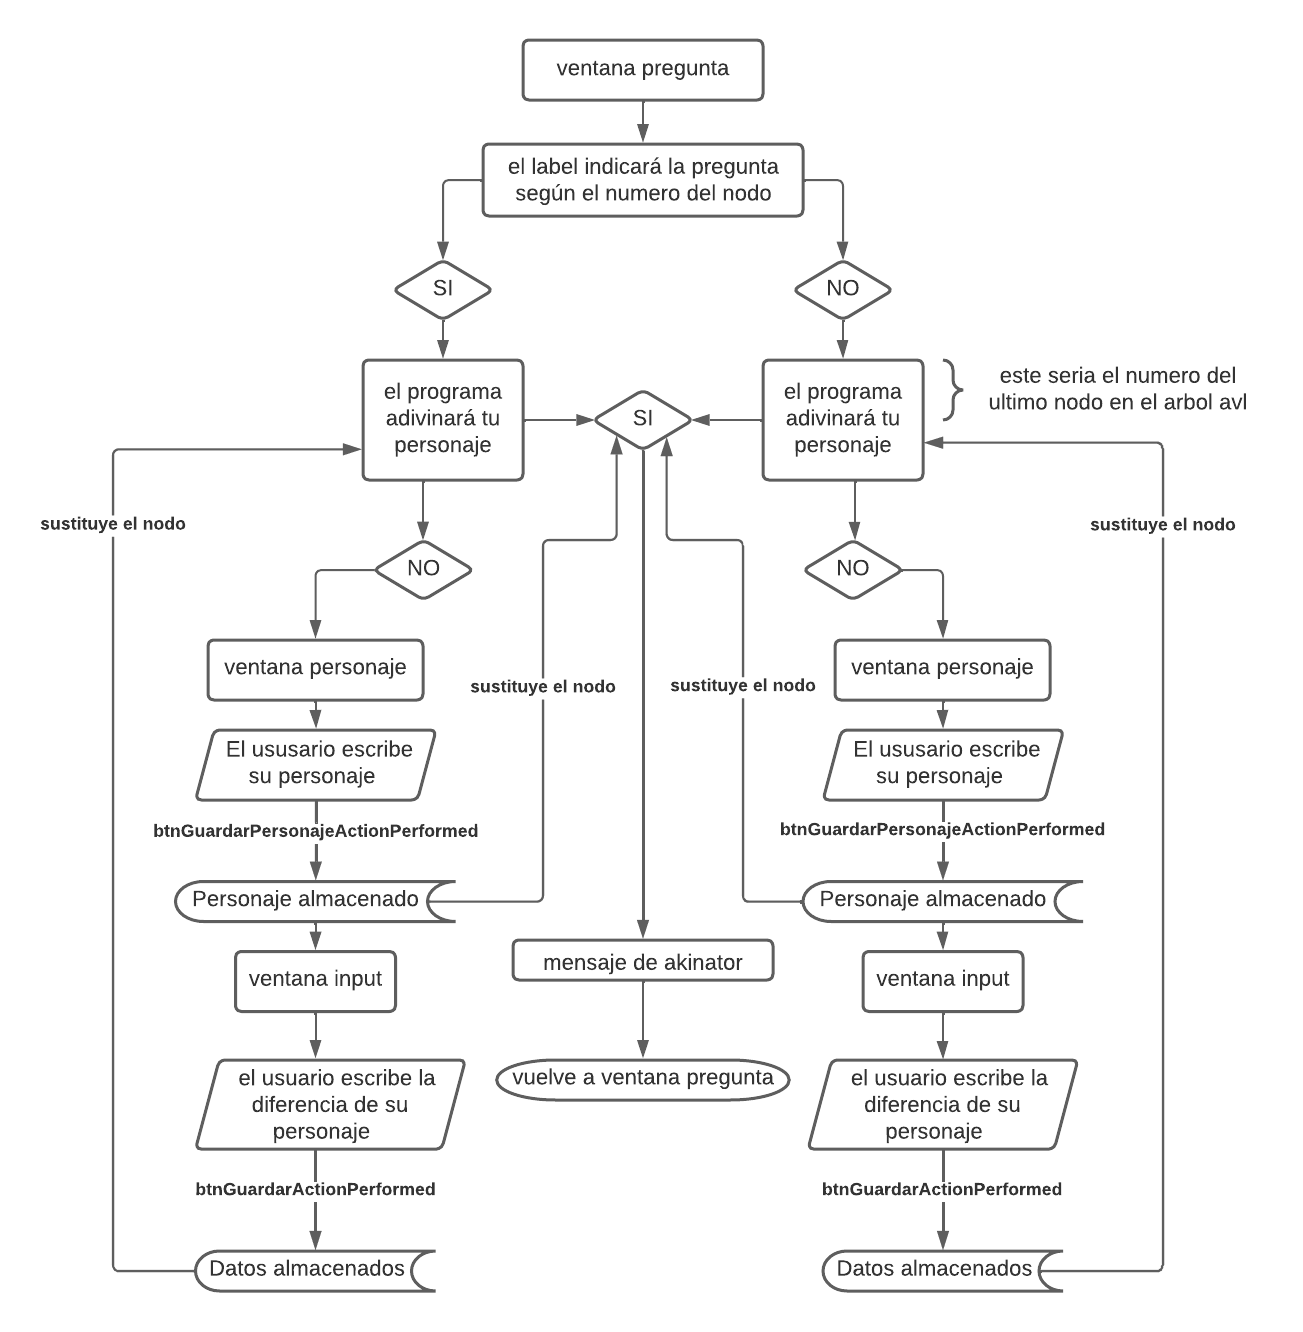 ventana pregunta
el label indicará la pregunta
según el numero del nodo
SI
NO
el programa
adivinará tu
personaje
SI
el programa
adivinará tu
personaje
este seria el numero del
ultimo nodo en el arbol avl
sustituye el nodo
sustituye el nodo
NO
NO
ventana personaje
ventana personaje
sustituye el nodo
sustituye el nodo
El ususario escribe
su personaje
El ususario escribe
su personaje
btnGuardarPersonajeActionPerformed
btnGuardarPersonajeActionPerformed
Personaje almacenado
Personaje almacenado
ventana input
mensaje de akinator
ventana input
el usuario escribe la
diferencia de su
personaje
vuelve a ventana pregunta
el usuario escribe la
diferencia de su
personaje
btnGuardarActionPerformed
btnGuardarActionPerformed
Datos almacenados
Datos almacenados